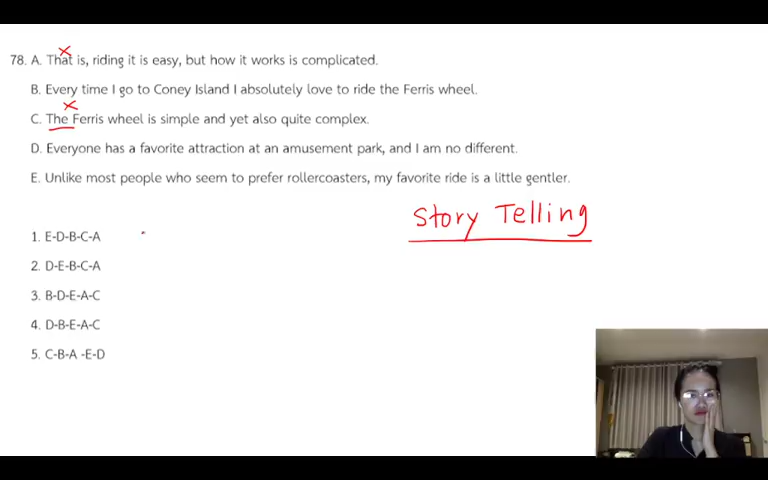 78. A. That is, riding it is easy, but how it works is complicated.
B. Every time I go to Coney Island I absolutely love to ride the Ferris wheel.
C. The Ferris wheel is simple and yet also quite complex.
D. Everyone has a favorite attraction at an amusement park, and I am no different.
E. Unlike most people who seem to prefer rollercoasters, my favorite ride is a little gentler.
Story Telling
1. E-D-B-C-A
2. D-E-B-C-A
3. B-D-E-A-C
4. D-B-E-A-C
5. C-B-A -E-D